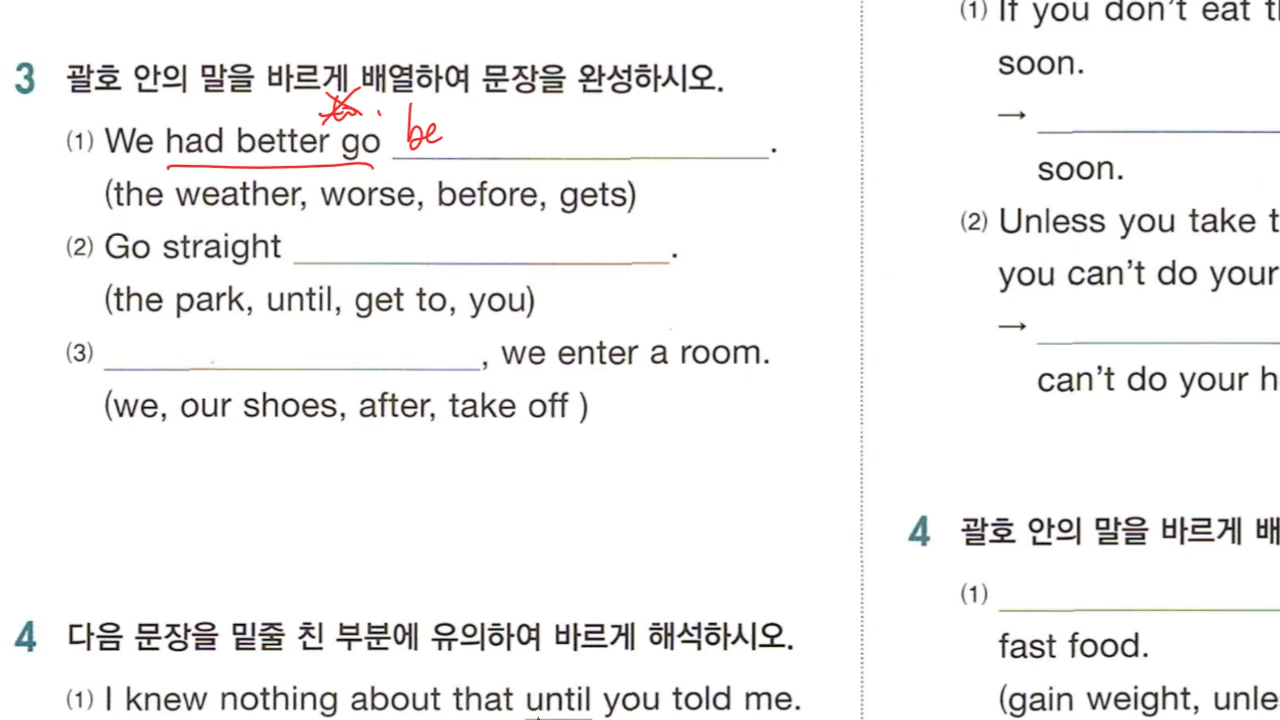 3 괄호 안의 말을 바르게 배열하여 문장을 완성하시오.
be
(1) We had better go ____________.
(the weather, worse, before, gets)
(2) Go straight ____________.
(the park, until, get to, you)
(3) ____________, we enter a room.
(we, our shoes, after, take off )
4 다음 문장을 밑줄 친 부분에 유의하여 바르게 해석하시오.
(1) I knew nothing about that until you told me.
(1) If you don't eat
soon.
→ ____________
soon.
(2) Unless you take
you can't do your
→ ____________
can't do your
4 괄호 안의 말을 바르게
(1) ____________
fast food.
(gain weight,